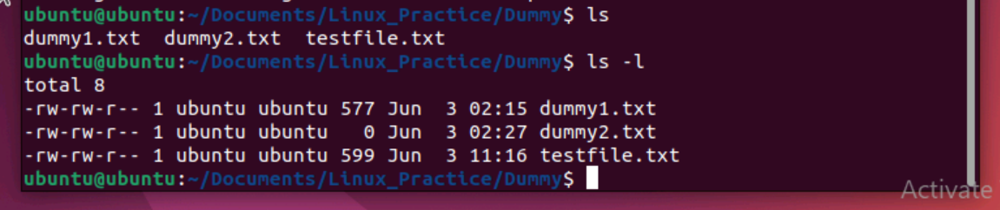 ubuntu@ubuntu:~/Documents/Linux_Practice/Dummy$ ls
dummy1.txt  dummy2.txt  testfile.txt
ubuntu@ubuntu:~/Documents/Linux_Practice/Dummy$ ls -l
total 8
-rw-rw-r-- 1 ubuntu ubuntu 577 Jun  3 02:15 dummy1.txt
-rw-rw-r-- 1 ubuntu ubuntu   0 Jun  3 02:27 dummy2.txt
-rw-rw-r-- 1 ubuntu ubuntu 599 Jun  3 11:16 testfile.txt
ubuntu@ubuntu:~/Documents/Linux_Practice/Dummy$
Activate